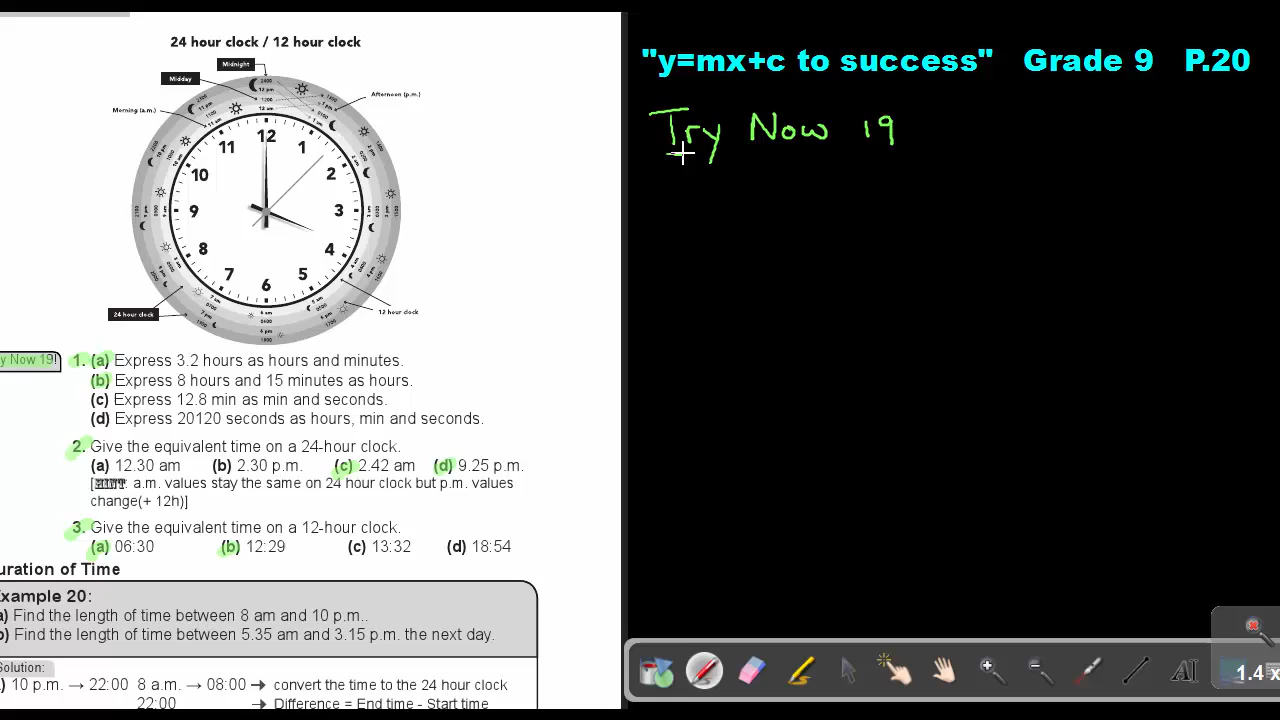 24 hour clock / 12 hour clock
Midnight
Midday
Morning (a.m.)
Afternoon (p.m.)
12
11
1
10
2
9
3
8
4
7
5
6
24 hour clock
12 hour clock
y Now 19!
1. (a) Express 3.2 hours as hours and minutes.
(b) Express 8 hours and 15 minutes as hours.
(c) Express 12.8 min as min and seconds.
(d) Express 20120 seconds as hours, min and seconds.
2. Give the equivalent time on a 24-hour clock.
(a) 12.30 am (b) 2.30 p.m. (c) 2.42 am (d) 9.25 p.m.
[HINT: a.m. values stay the same on 24 hour clock but p.m. values
change(+ 12h)]
3. Give the equivalent time on a 12-hour clock.
(a) 06:30 (b) 12:29 (c) 13:32 (d) 18:54
uration of Time
Example 20:
a) Find the length of time between 8 am and 10 p.m..
b) Find the length of time between 5.35 am and 3.15 p.m. the next day.
Solution:
.) 10 p.m. → 22:00 8 a.m. → 08:00 → convert the time to the 24 hour clock
22:00 → Difference = End time - Start time
"y=mx+c to success" Grade 9 P.20
Try Now 19
AI
1.4 x